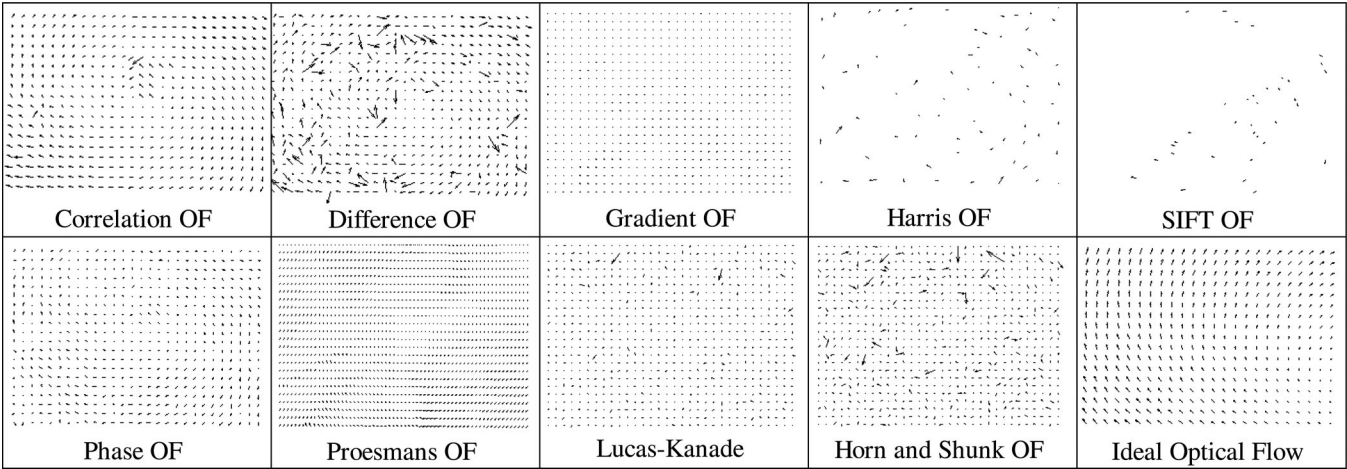 Correlation OF
Difference OF
Gradient OF
Harris OF
SIFT OF
Phase OF
Proesmans OF
Lucas-Kanade
Horn and Shunk OF
Ideal Optical Flow